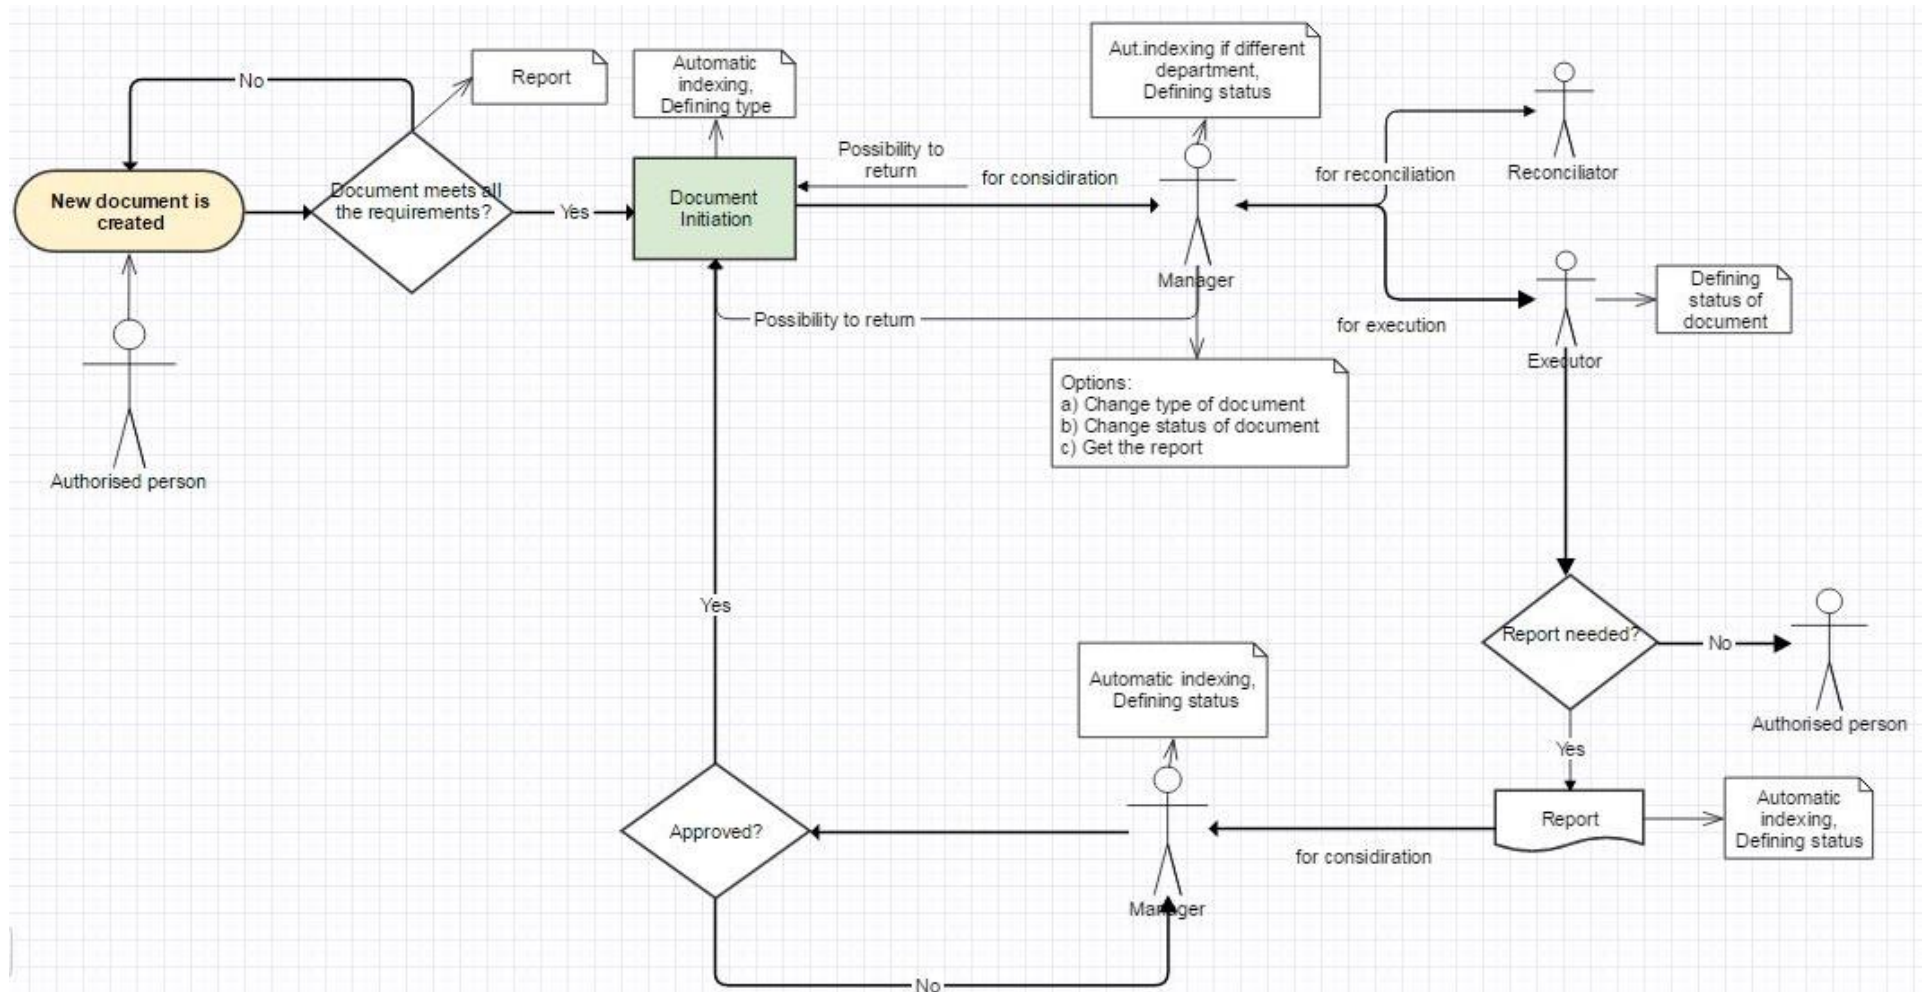 No
Report
Automatic
indexing,
Defining type
Aut.indexing if different
department,
Defining status
New document is
created
Document meets all
the requirements?
Yes
Document
Initiation
Possibility to
return
for considiration
Manager
for reconciliation
Reconciliator
for execution
Executor
Defining
status of
document
Possibility to return
Options:
a) Change type of document
b) Change status of document
c) Get the report
Authorised person
Yes
Report needed?
No
Authorised person
Yes
Report
Automatic
indexing,
Defining status
for considiration
Automatic indexing,
Defining status
Manager
Approved?
No